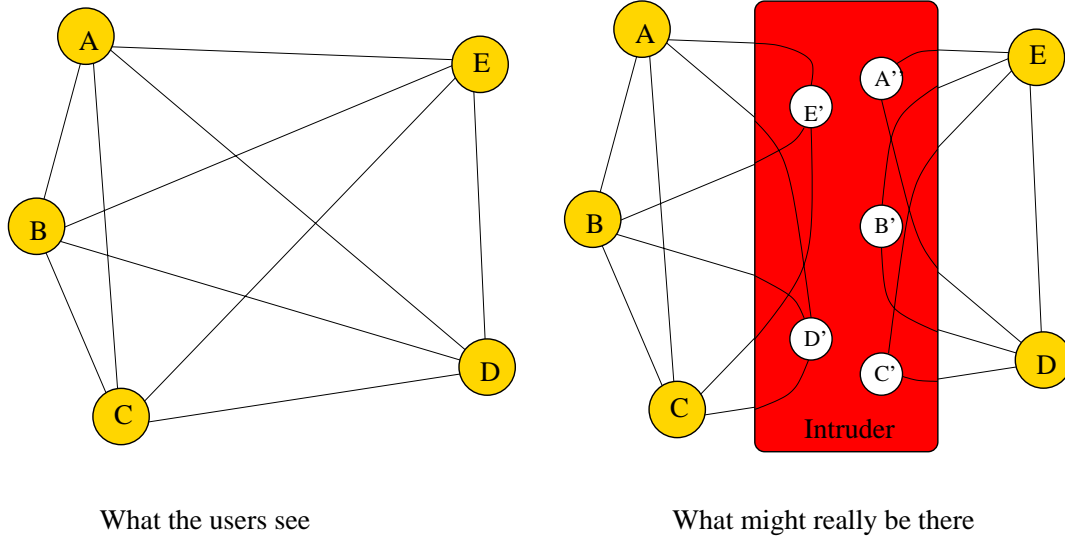 A
E
B
D
C
What the users see
A
E
A'
E'
B
B'
D'
D
C'
C
Intruder
What might really be there